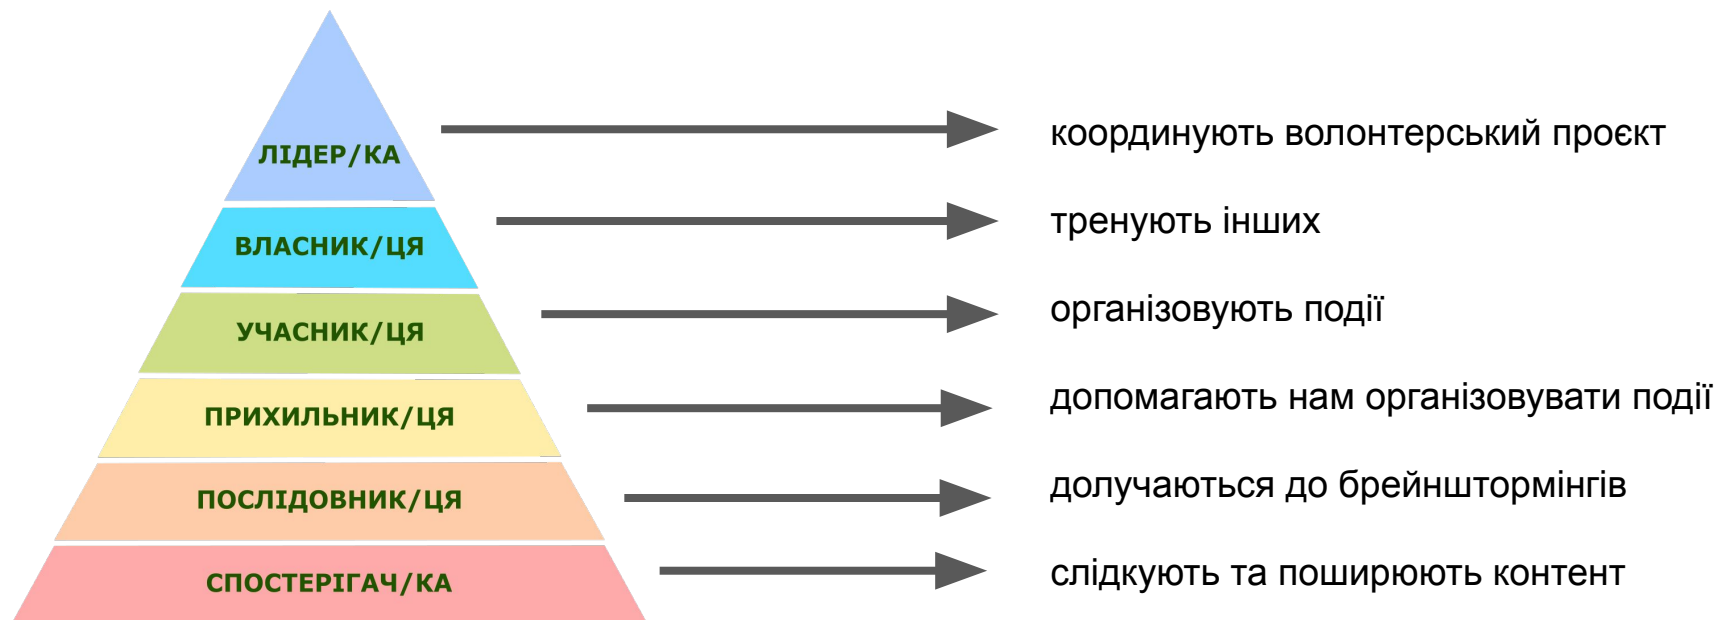 ЛІДЕР/КА
координують волонтерський проєкт
ВЛАСНИК/ЦЯ
тренують інших
УЧАСНИК/ЦЯ
організовують події
ПРИХИЛЬНИК/ЦЯ
допомагають нам організовувати події
ПОСЛІДОВНИК/ЦЯ
долучаються до брейнштормінгів
СПОСТЕРІГАЧ/КА
слідкують та поширюють контент